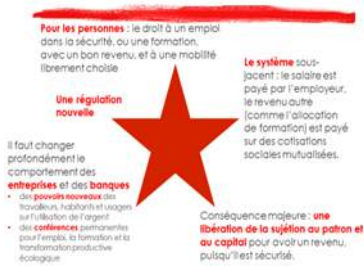 Pour les personnes : le droit à un emploi
dans la sécurité, ou une formation,
avec un bon revenu, et à une mobilité
librement choisie
Le système sous-
jacent : le salaire est
payé par l'employeur,
le revenu autre
(comme l'allocation
de formation) est payé
sur des cotisations
sociales mutualisées.
Une régulation
nouvelle
Il faut changer
profondément le
comportement des
entreprises et des banques
• des pouvoirs nouveaux des
travailleurs, habitants et usagers
sur l'utilisation de l'argent
• des conférences permanentes
pour l'emploi, la formation et la
transformation productive
écologique
Conséquence majeure : une
libération de la sujétion au patron et
au capital pour avoir un revenu,
puisqu'il est sécurisé.